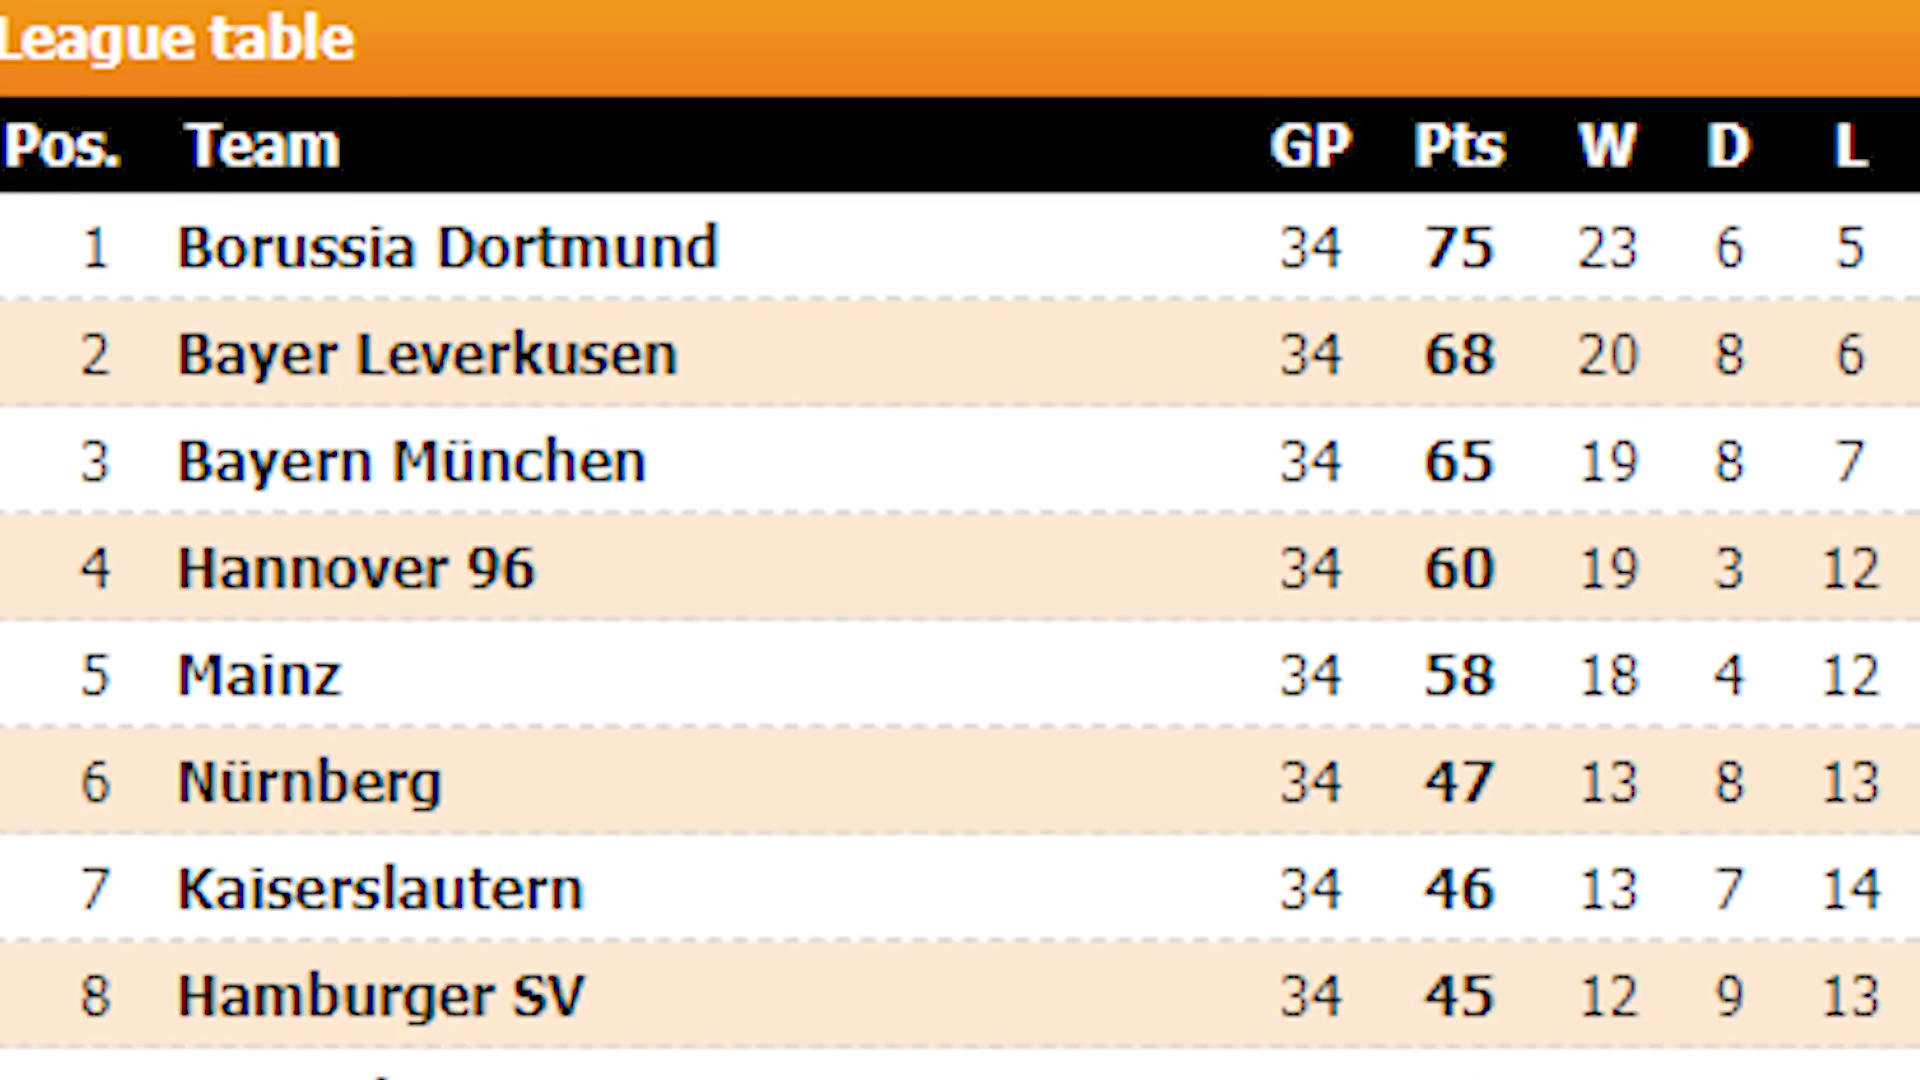 League table
Pos. Team GP Pts W D L
1 Borussia Dortmund 34 75 23 6 5
2 Bayer Leverkusen 34 68 20 8 6
3 Bayern München 34 65 19 8 7
4 Hannover 96 34 60 19 3 12
5 Mainz 34 58 18 4 12
6 Nürnberg 34 47 13 8 13
7 Kaiserslautern 34 46 13 7 14
8 Hamburger SV 34 45 12 9 13